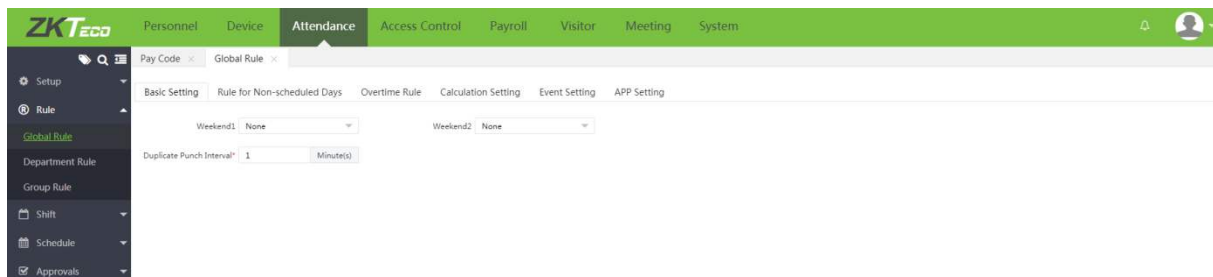 ZKTECO Personnel Device Attendance Access Control Payroll Visitor Meeting System
Pay Code × Global Rule ×
Setup
Basic Setting Rule for Non-scheduled Days Overtime Rule Calculation Setting Event Setting APP Setting
® Rule
Weekend1 None Weekend2 None
Global Rule
Duplicate Punch Interval* 1 Minute(s)
Department Rule
Group Rule
Shift
Schedule
Approvals